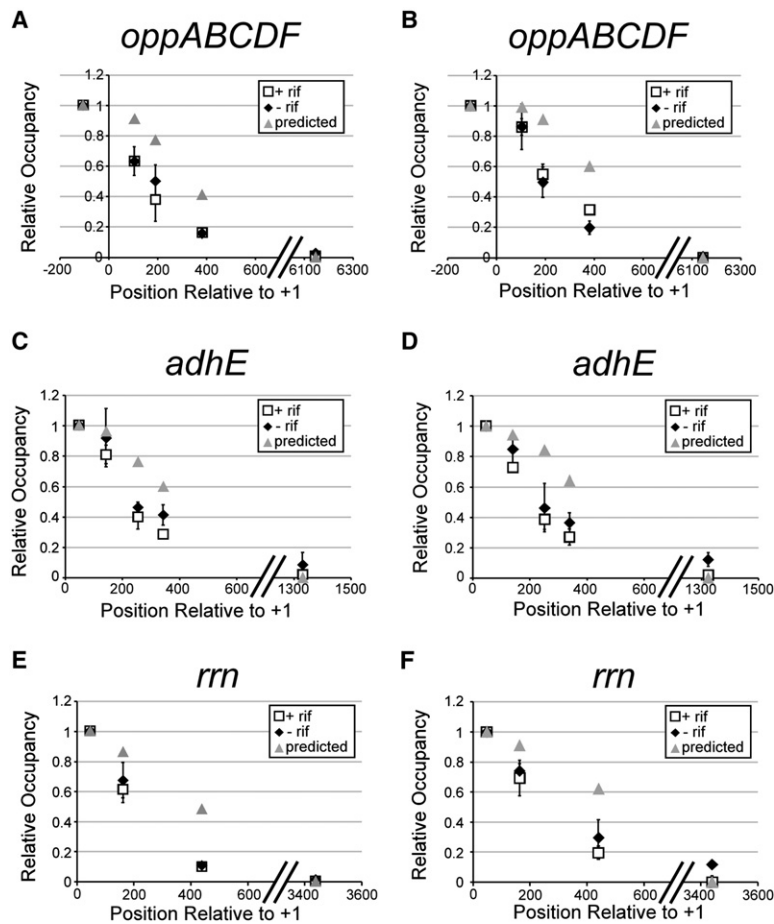 A
oppABCDF
Relative Occupancy
1.2
1
0.8
0.6
0.4
0.2
0
+ rif
- rif
predicted
-200 0 200 400 600 6100 6300
Position Relative to +1
B
oppABCDF
Relative Occupancy
1.2
1
0.8
0.6
0.4
0.2
0
+ rif
- rif
predicted
-200 0 200 400 600 6100 6300
Position Relative to +1
C
adhE
Relative Occupancy
1.2
1
0.8
0.6
0.4
0.2
0
+ rif
- rif
predicted
0 200 400 600 1300 1500
Position Relative to +1
D
adhE
Relative Occupancy
1.2
1
0.8
0.6
0.4
0.2
0
+ rif
- rif
predicted
0 200 400 600 1300 1500
Position Relative to +1
E
rrn
Relative Occupancy
1.2
1
0.8
0.6
0.4
0.2
0
+ rif
- rif
predicted
0 200 400 600 3400 3600
Position Relative to +1
F
rrn
Relative Occupancy
1.2
1
0.8
0.6
0.4
0.2
0
+ rif
- rif
predicted
0 200 400 600 3400 3600
Position Relative to +1